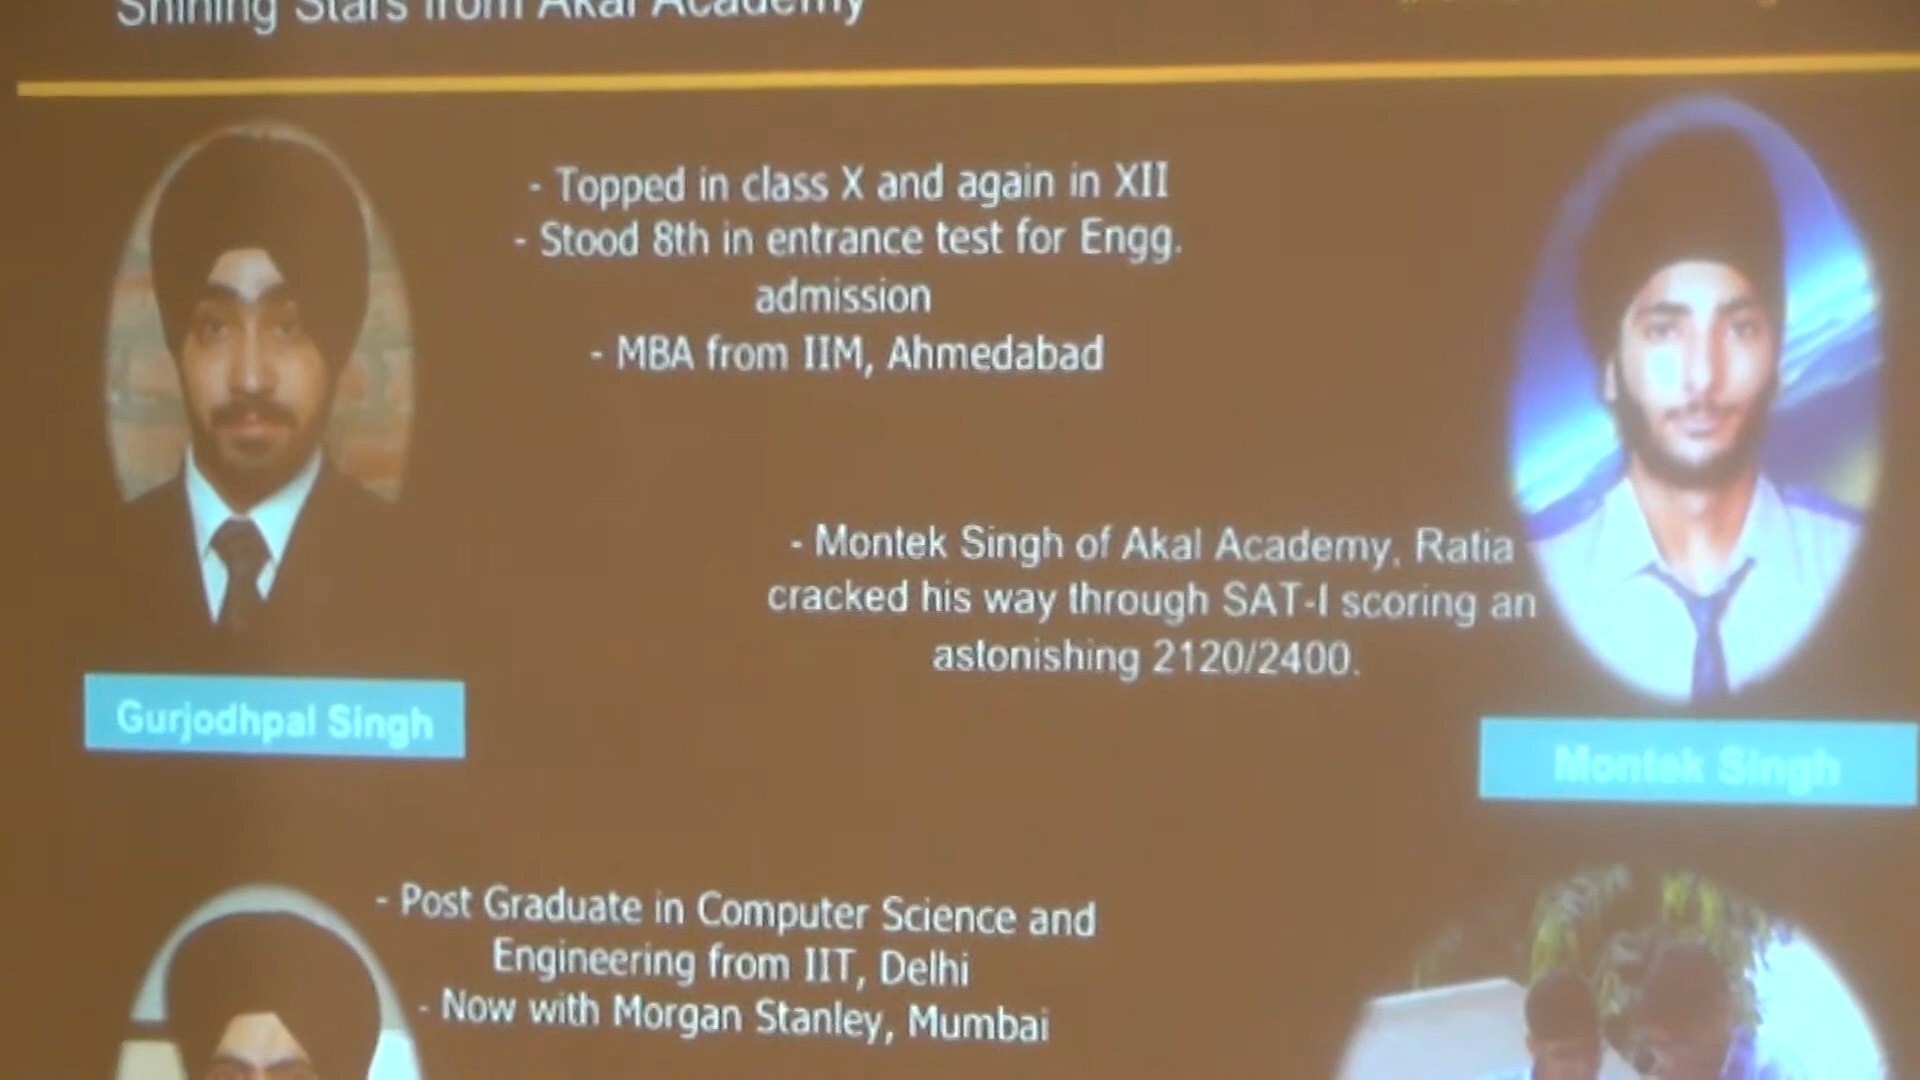 Shining Stars from Akal Academy
- Topped in class X and again in XII
- Stood 8th in entrance test for Engg.
admission
- MBA from IIM, Ahmedabad
- Montek Singh of Akal Academy, Ratia
cracked his way through SAT-I scoring an
astonishing 2120/2400.
Gurjodhpal Singh
Montek Singh
- Post Graduate in Computer Science and
Engineering from IIT, Delhi
- Now with Morgan Stanley, Mumbai